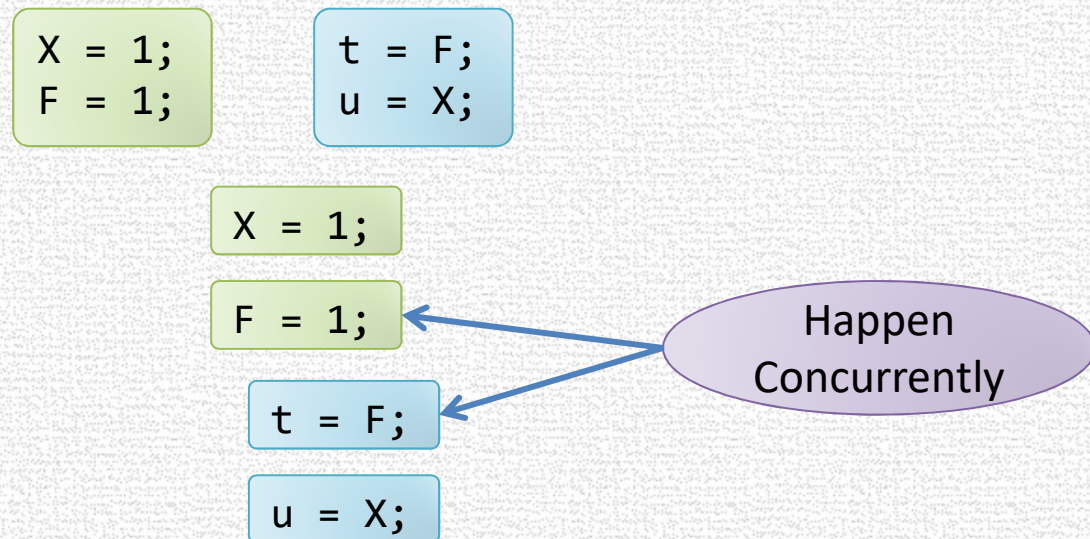 X = 1;
F = 1;
t = F;
u = X;
X = 1;
F = 1;
Happen
Concurrently
t = F;
u = X;